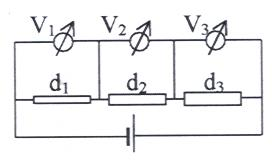 V₁ V₂ V₃
d₁ d₂ d₃